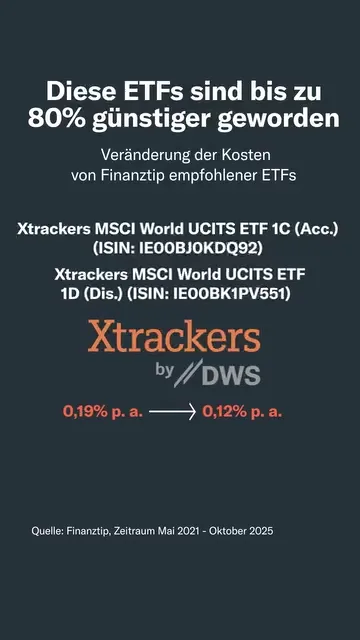 Diese ETFs sind bis zu
80% günstiger geworden
Veränderung der Kosten
von Finanztip empfohlener ETFs
Xtrackers MSCI World UCITS ETF 1C (Acc.)
(ISIN: IE00BJ0KDQ92)
Xtrackers MSCI World UCITS ETF
1D (Dis.) (ISIN: IE00BK1PV551)
Xtrackers
by DWS
0,19% p. a. → 0,12% p. a.
Quelle: Finanztip, Zeitraum Mai 2021 - Oktober 2025